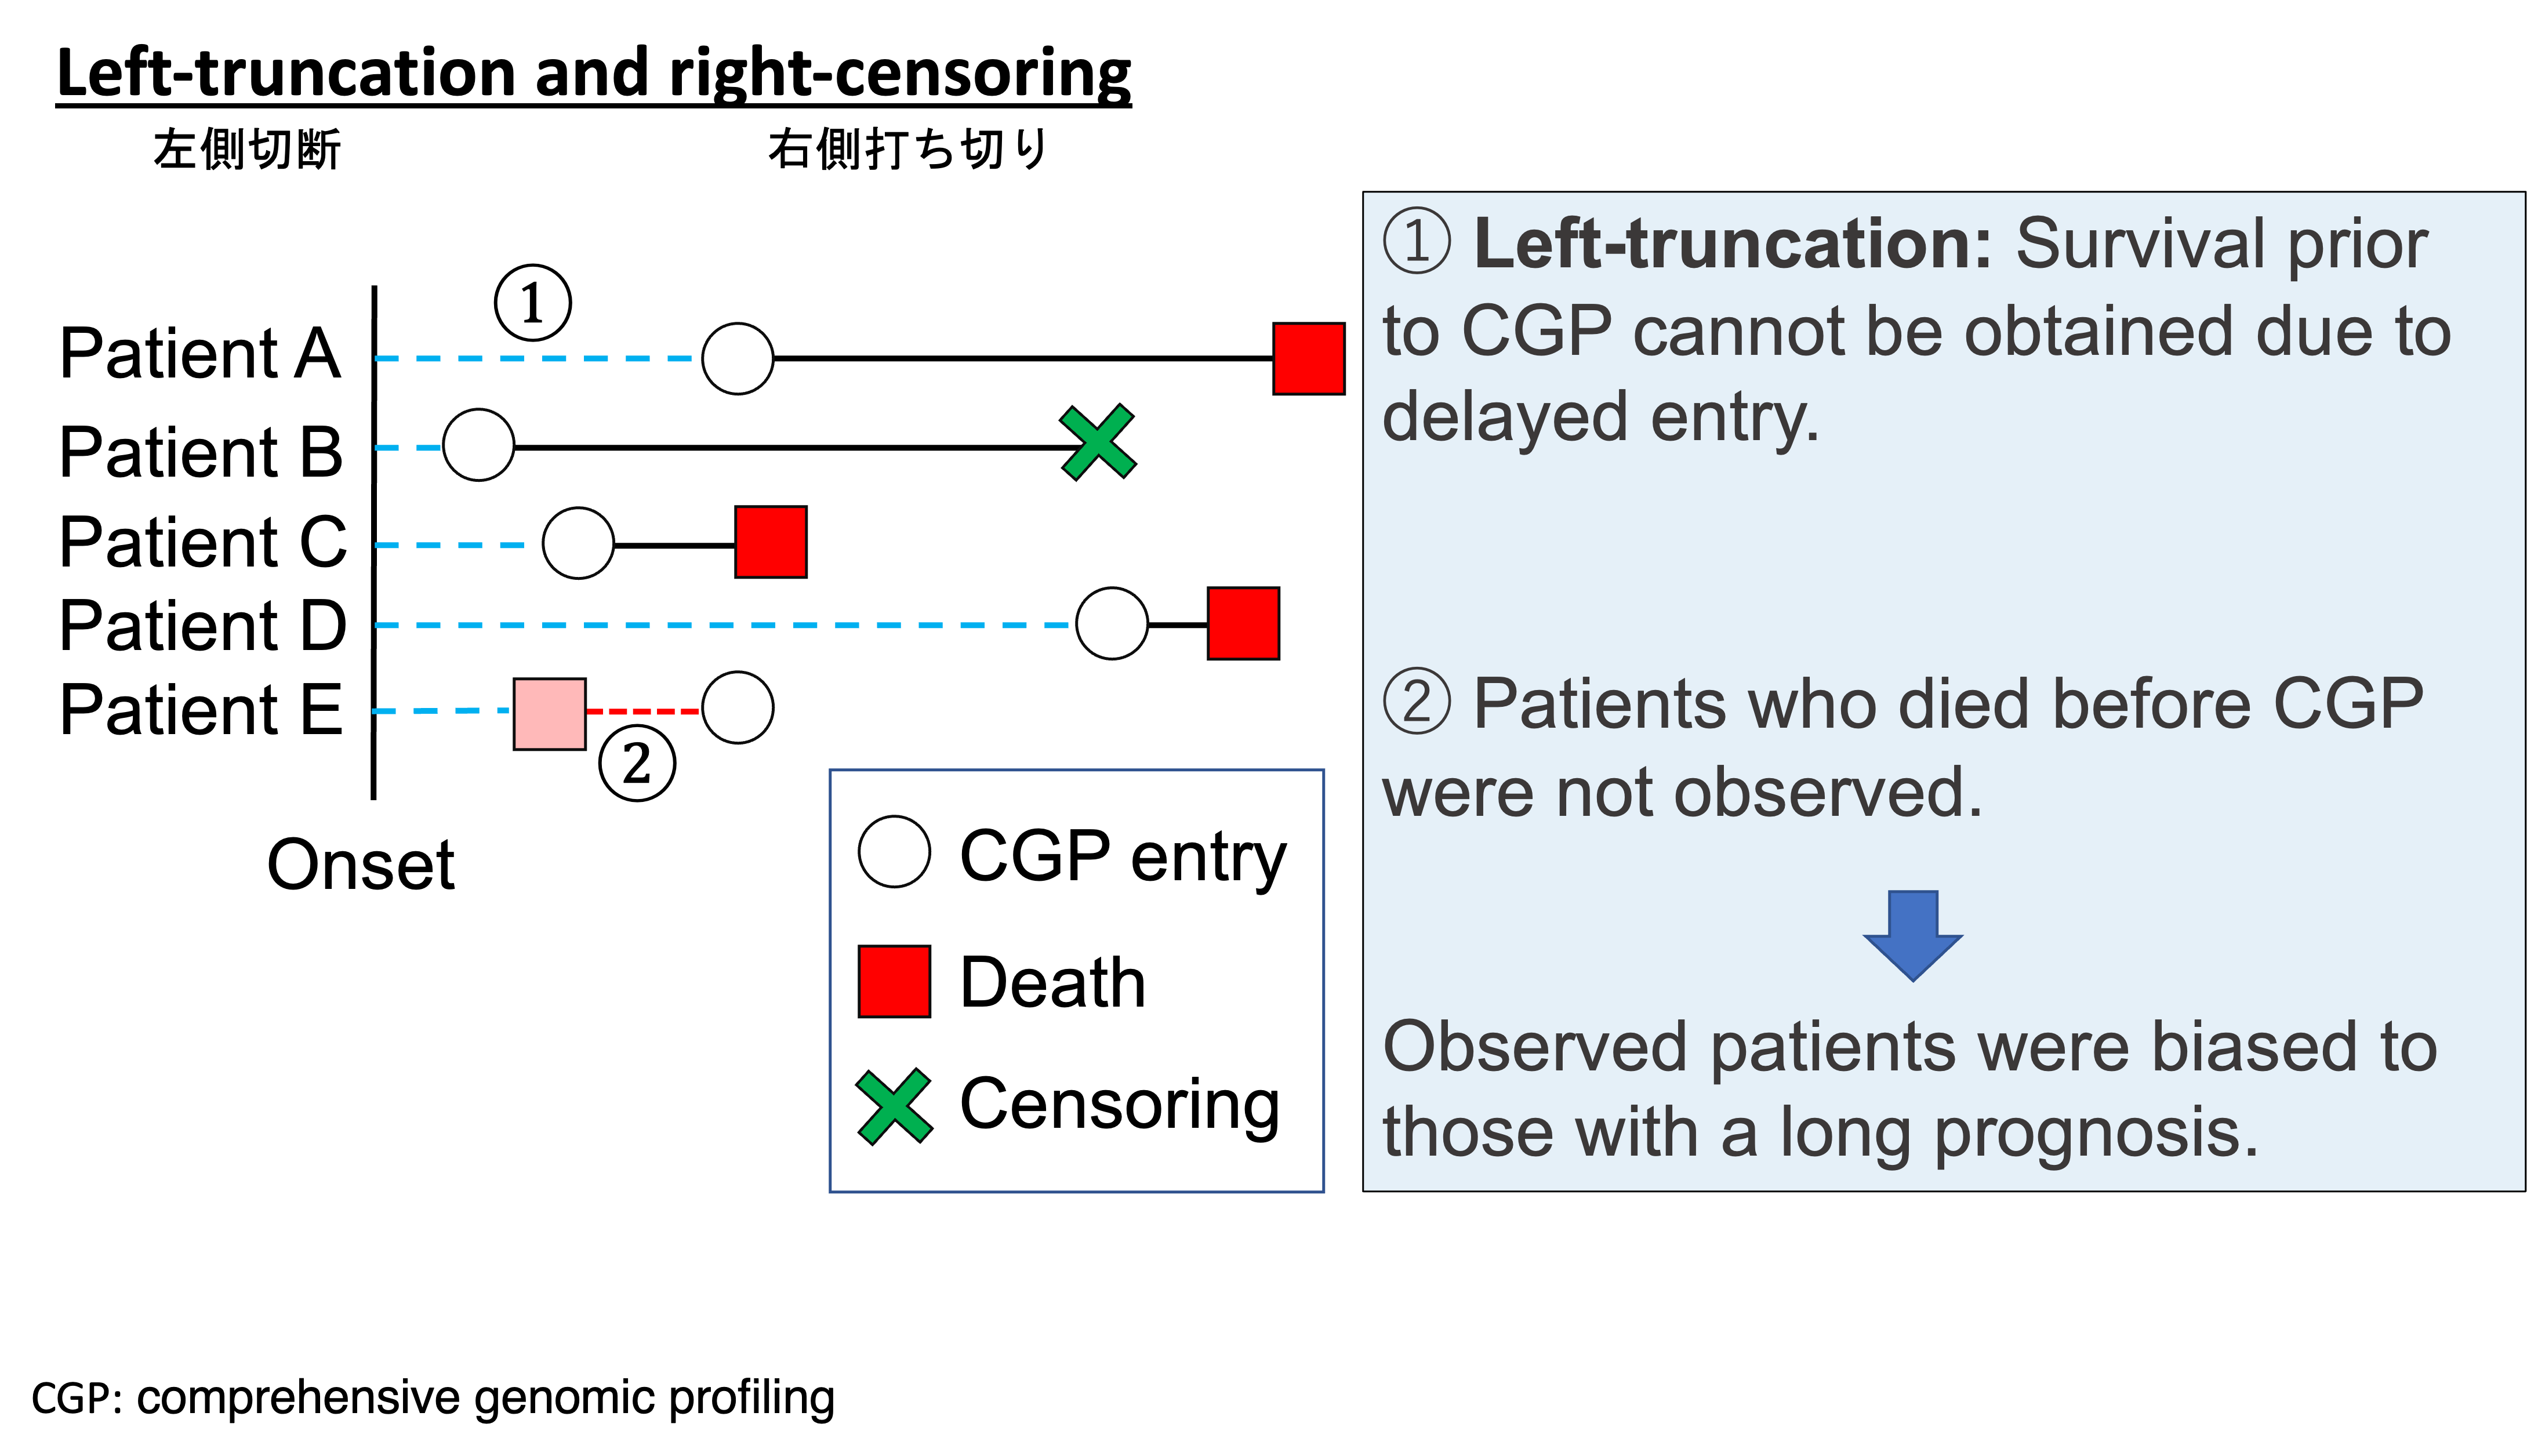 Left-truncation and right-censoring
左側切断 右側打ち切り
①
Patient A
Patient B
Patient C
Patient D
Patient E
②
Onset
CGP entry
Death
Censoring
① Left-truncation: Survival prior
to CGP cannot be obtained due to
delayed entry.
② Patients who died before CGP
were not observed.
Observed patients were biased to
those with a long prognosis.
CGP: comprehensive genomic profiling